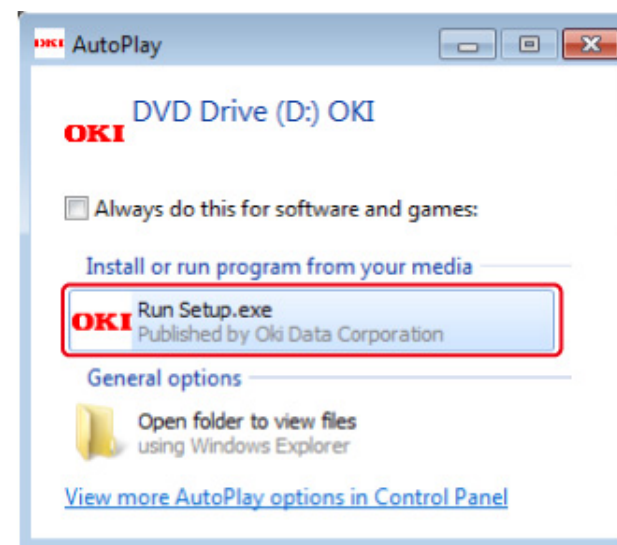 OKI AutoPlay
OKI DVD Drive (D:) OKI
Always do this for software and games:
Install or run program from your media
OKI Run Setup.exe
Published by Oki Data Corporation
General options
Open folder to view files
using Windows Explorer
View more AutoPlay options in Control Panel